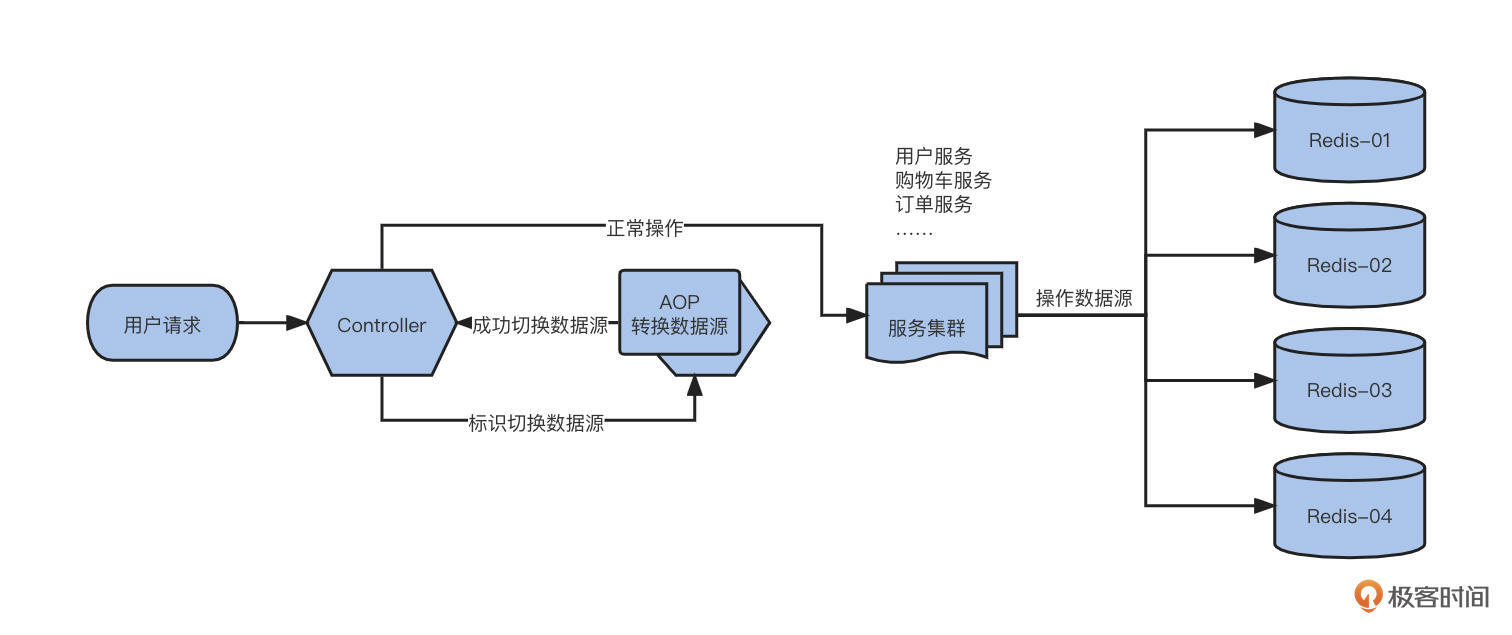 用户请求
Controller
正常操作
成功切换数据源
标识切换数据源
AOP
转换数据源
用户服务
购物车服务
订单服务
……
服务集群
操作数据源
Redis-01
Redis-02
Redis-03
Redis-04
极客时间